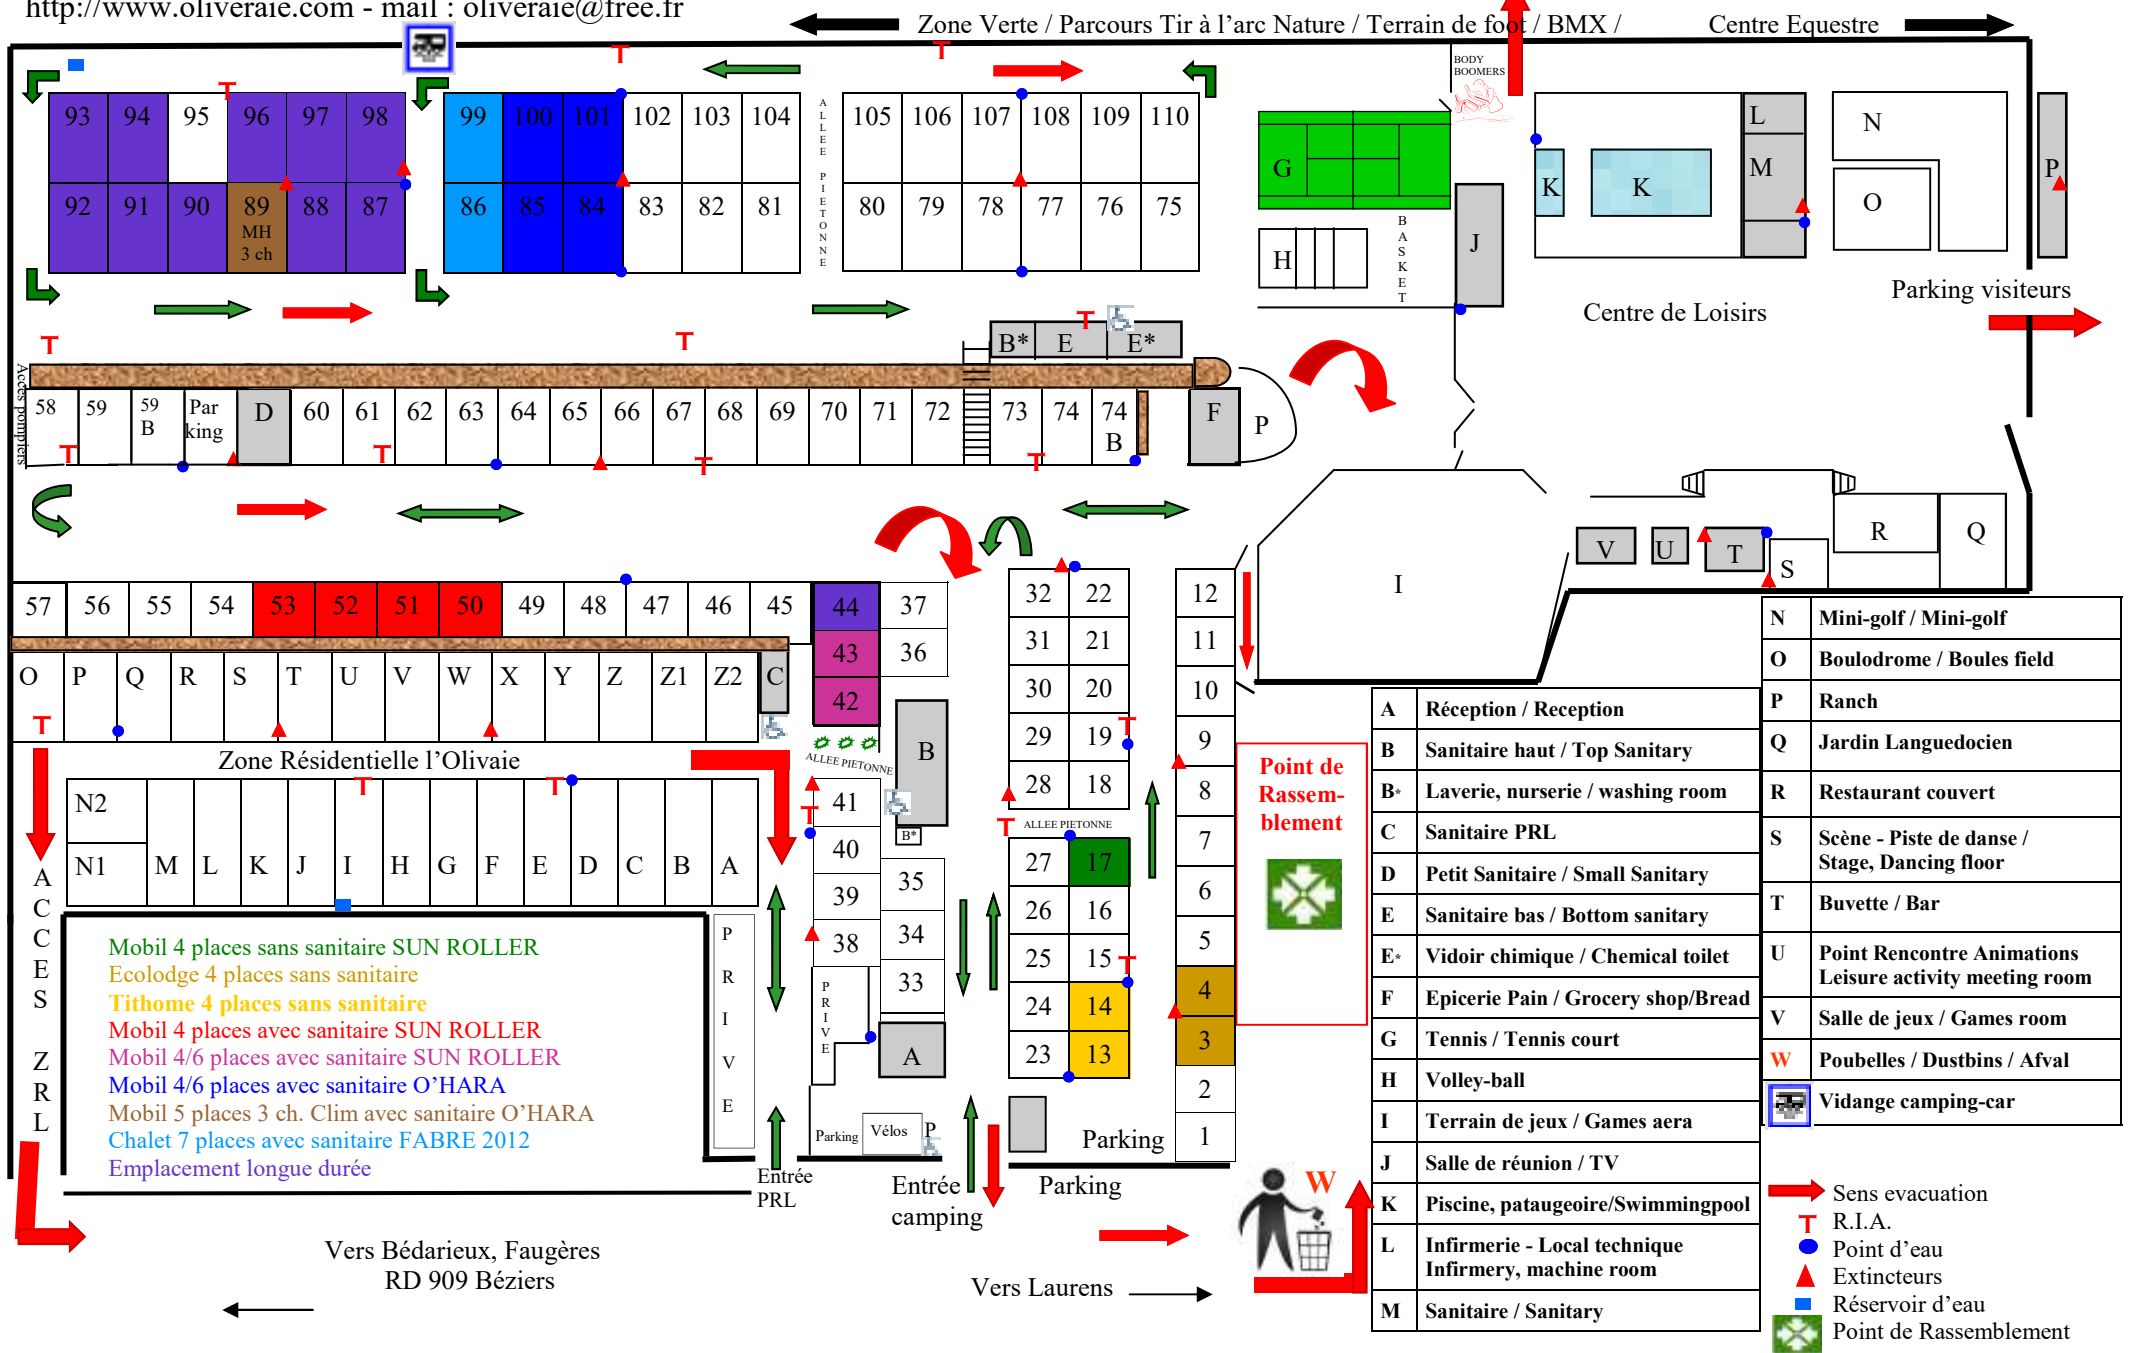 http://www.oliveraie.com - mail : oliveraie@free.fr
Zone Verte / Parcours Tir à l'arc Nature / Terrain de foot / BMX /
Centre Equestre
BODY
BOOMERS
93 94 95 96 97 98
99 100 101 102 103 104
105 106 107 108 109 110
92 91 90 89 88 87
MH
3 ch
86 85 84 83 82 81
80 79 78 77 76 75
ALLEE PIETONNE
G
H
BASKET
J
K
K
L
M
N
O
P
Parking visiteurs
Centre de Loisirs
B* E E*
Accès pompiers
58 59 59 B Par king D 60 61 62 63 64 65 66 67 68 69 70 71 72 73 74 74 B
F
P
I
V U T S R Q
57 56 55 54 53 52 51 50 49 48 47 46 45 44 37
43 36
42
O P Q R S T U V W X Y Z Z1 Z2 C
Zone Résidentielle l'Olivaie
ALLEE PIETONNE
B
B*
N2
N1 M L K J I H G F E D C B A
41
40
39
38
35
34
33
A
PRIVE
PRIVE
Parking
Vélos
P
32 22
31 21
30 20
29 19
28 18
ALLEE PIETONNE
27 17
26 16
25 15
24 14
23 13
12
11
10
9
8
7
6
5
4
3
2
1
Parking
Parking
Point de
Rassem-
blement
ACCES ZRL
Mobil 4 places sans sanitaire SUN ROLLER
Ecolodge 4 places sans sanitaire
Tithome 4 places sans sanitaire
Mobil 4 places avec sanitaire SUN ROLLER
Mobil 4/6 places avec sanitaire SUN ROLLER
Mobil 4/6 places avec sanitaire O'HARA
Mobil 5 places 3 ch. Clim avec sanitaire O'HARA
Chalet 7 places avec sanitaire FABRE 2012
Emplacement longue durée
Entrée
PRL
Entrée
camping
Vers Bédarieux, Faugères
RD 909 Béziers
Vers Laurens
W
A Réception / Reception
B Sanitaire haut / Top Sanitary
B* Laverie, nurserie / washing room
C Sanitaire PRL
D Petit Sanitaire / Small Sanitary
E Sanitaire bas / Bottom sanitary
E* Vidoir chimique / Chemical toilet
F Epicerie Pain / Grocery shop/Bread
G Tennis / Tennis court
H Volley-ball
I Terrain de jeux / Games aera
J Salle de réunion / TV
K Piscine, pataugeoire/Swimmingpool
L Infirmerie - Local technique
Infirmery, machine room
M Sanitaire / Sanitary
N Mini-golf / Mini-golf
O Boulodrome / Boules field
P Ranch
Q Jardin Languedocien
R Restaurant couvert
S Scène - Piste de danse /
Stage, Dancing floor
T Buvette / Bar
U Point Rencontre Animations
Leisure activity meeting room
V Salle de jeux / Games room
W Poubelles / Dustbins / Afval
Vidange camping-car
Sens evacuation
T R.I.A.
Point d'eau
Extincteurs
Réservoir d'eau
Point de Rassemblement